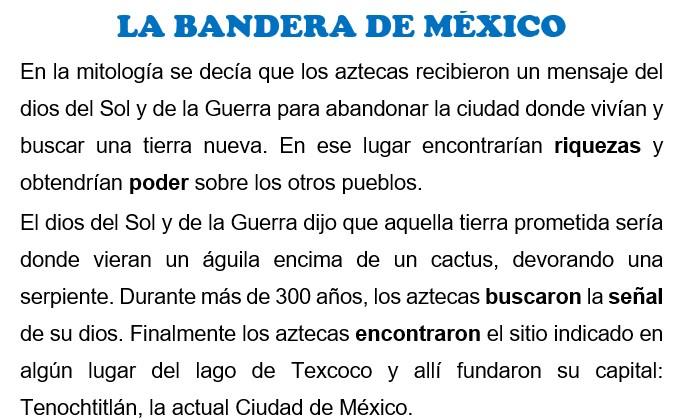 LA BANDERA DE MÉXICO
En la mitología se decía que los aztecas recibieron un mensaje del
dios del Sol y de la Guerra para abandonar la ciudad donde vivían y
buscar una tierra nueva. En ese lugar encontrarían riquezas y
obtendrían poder sobre los otros pueblos.
El dios del Sol y de la Guerra dijo que aquella tierra prometida sería
donde vieran un águila encima de un cactus, devorando una
serpiente. Durante más de 300 años, los aztecas buscaron la señal
de su dios. Finalmente los aztecas encontraron el sitio indicado en
algún lugar del lago de Texcoco y allí fundaron su capital:
Tenochtitlán, la actual Ciudad de México.